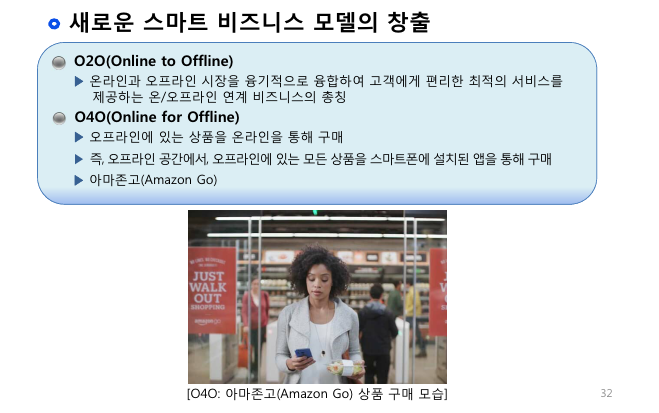 새로운 스마트 비즈니스 모델의 창출
O2O(Online to Offline)
온라인과 오프라인 시장을 유기적으로 융합하여 고객에게 편리한 최적의 서비스를
제공하는 온/오프라인 연계 비즈니스의 총칭
O4O(Online for Offline)
오프라인에 있는 상품을 온라인을 통해 구매
즉, 오프라인 공간에서, 오프라인에 있는 모든 상품을 스마트폰에 설치된 앱을 통해 구매
아마존고(Amazon Go)
JUST
WALK
OUT
SHOPPING
amazon
JUST
WALK
OUT
[O4O: 아마존고(Amazon Go) 상품 구매 모습]
32